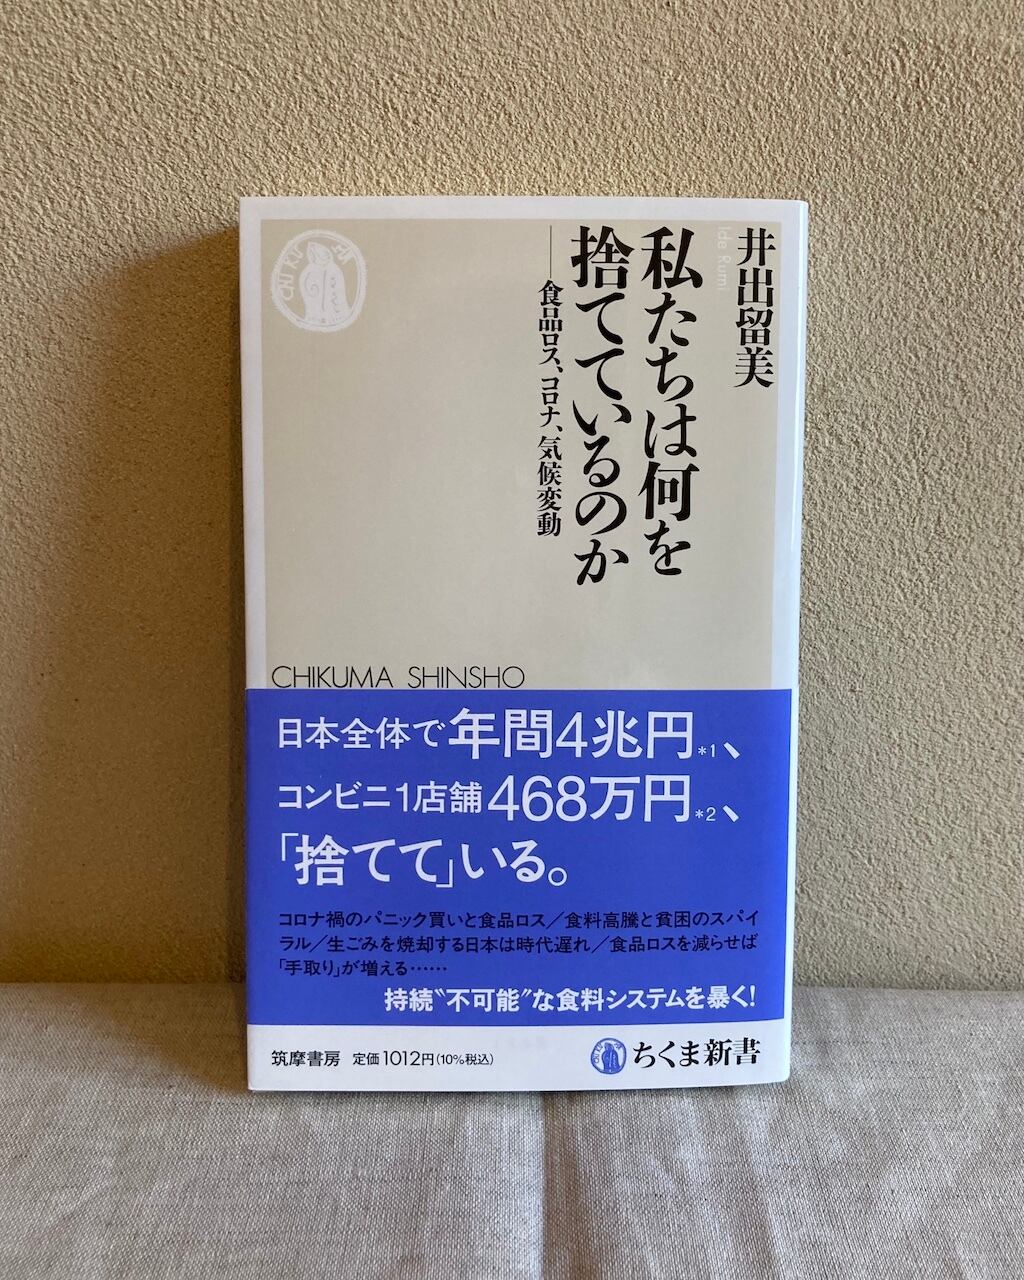 井出留美
Ide Rumi
私たちは何を
捨てているのか
──食品ロス、コロナ、気候変動
CHIKUMA SHINSHO
日本全体で年間4兆円*1、
コンビニ1店舗468万円*2、
「捨てて」いる。
コロナ禍のパニック買いと食品ロス／食料高騰と貧困のスパイ
ラル／生ごみを焼却する日本は時代遅れ／食品ロスを減らせば
「手取り」が増える……
持続〝不可能〟な食料システムを暴く！
筑摩書房 定価1012円(10%税込)
ちくま新書